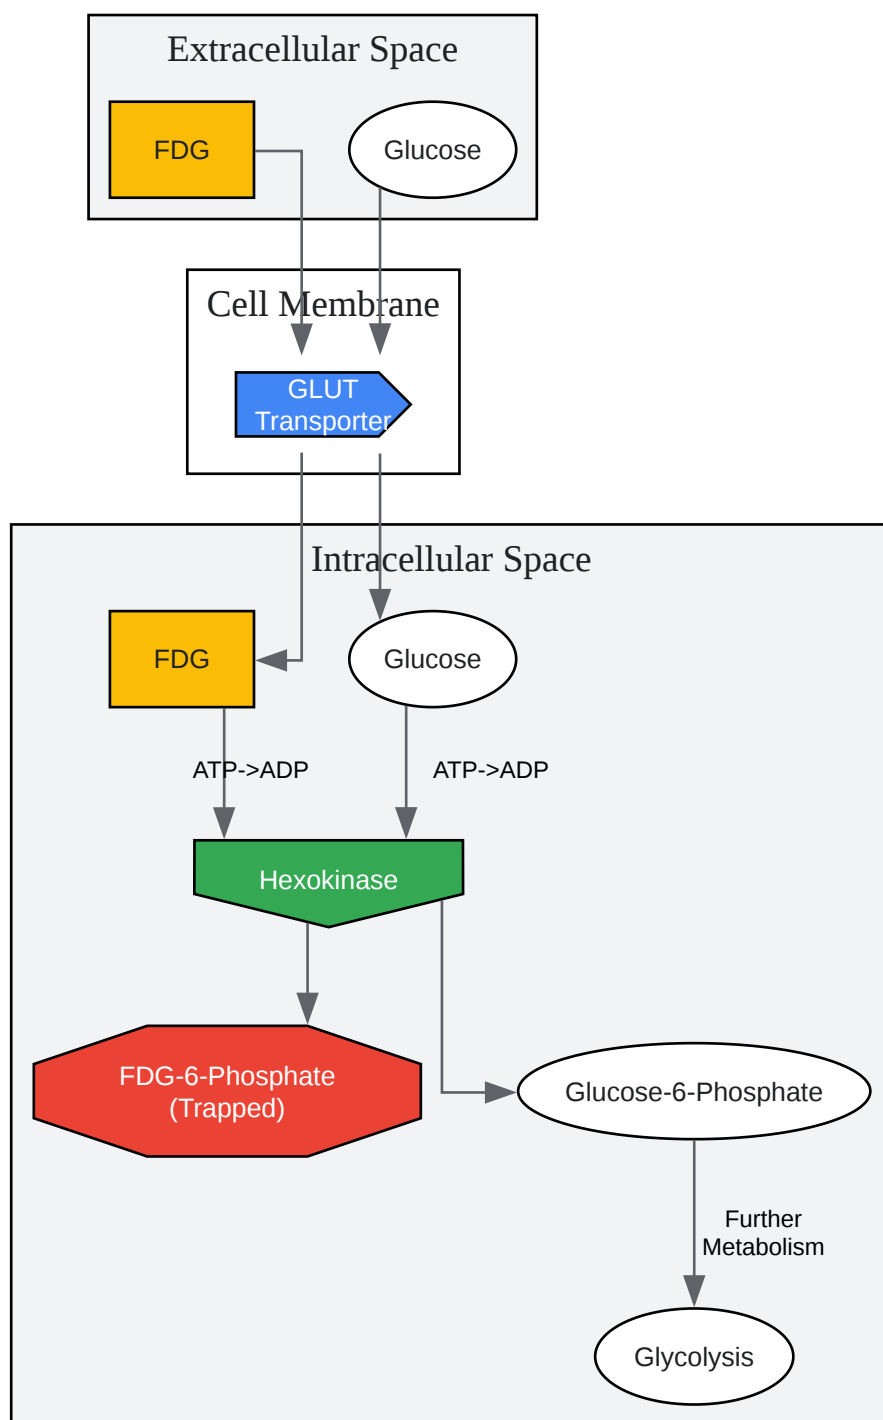 Extracellular Space
FDG
Glucose
Cell Membrane
GLUT
Transporter
Intracellular Space
FDG
Glucose
ATP->ADP
ATP->ADP
Hexokinase
FDG-6-Phosphate
(Trapped)
Glucose-6-Phosphate
Further
Metabolism
Glycolysis